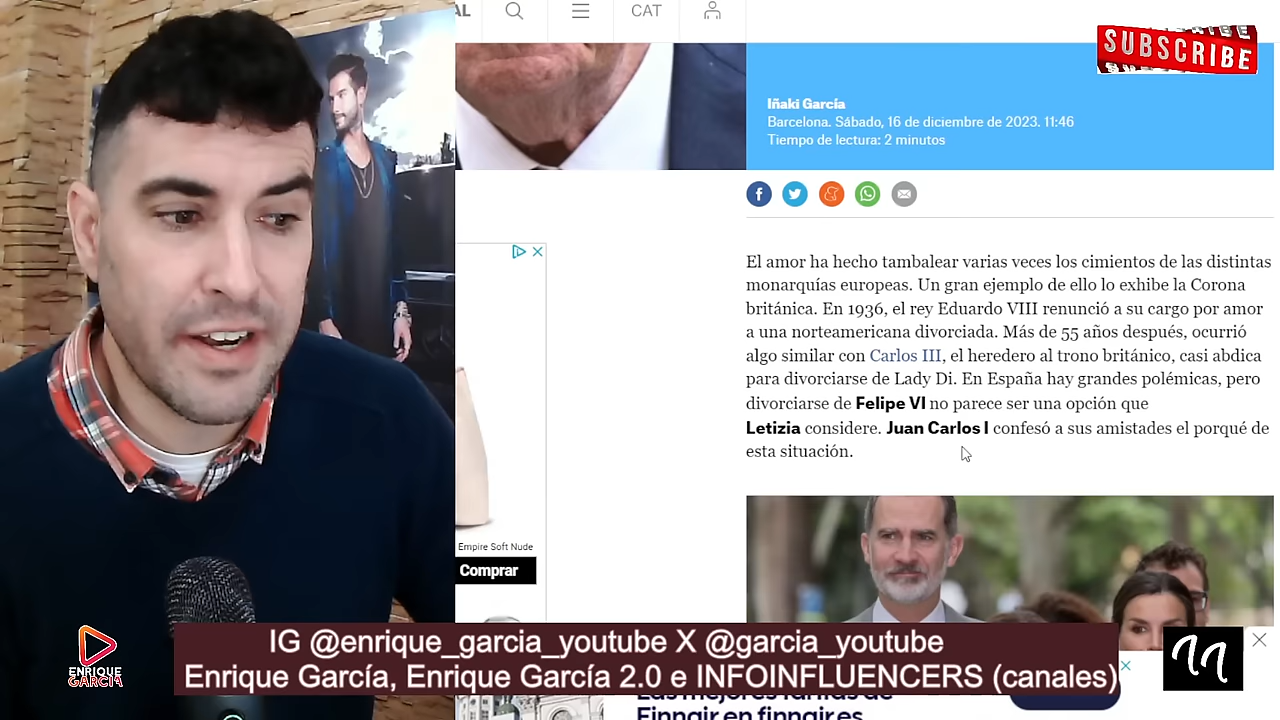 AL
CAT
SUBSCRIBE
Iñaki García
Barcelona. Sábado, 16 de diciembre de 2023. 11:46
Tiempo de lectura: 2 minutos
El amor ha hecho tambalear varias veces los cimientos de las distintas
monarquías europeas. Un gran ejemplo de ello lo exhibe la Corona
británica. En 1936, el rey Eduardo VIII renunció a su cargo por amor
a una norteamericana divorciada. Más de 55 años después, ocurrió
algo similar con Carlos III, el heredero al trono británico, casi abdica
para divorciarse de Lady Di. En España hay grandes polémicas, pero
divorciarse de Felipe VI no parece ser una opción que
Letizia considere. Juan Carlos I confesó a sus amistades el porqué de
esta situación.
Empire Soft Nude
Comprar
IG @enrique_garcia_youtube X @garcia_youtube
Enrique García, Enrique García 2.0 e INFOINFLUENCERS (canales)
ENRIQUE
GARCÍA
Finnair en finnair.es